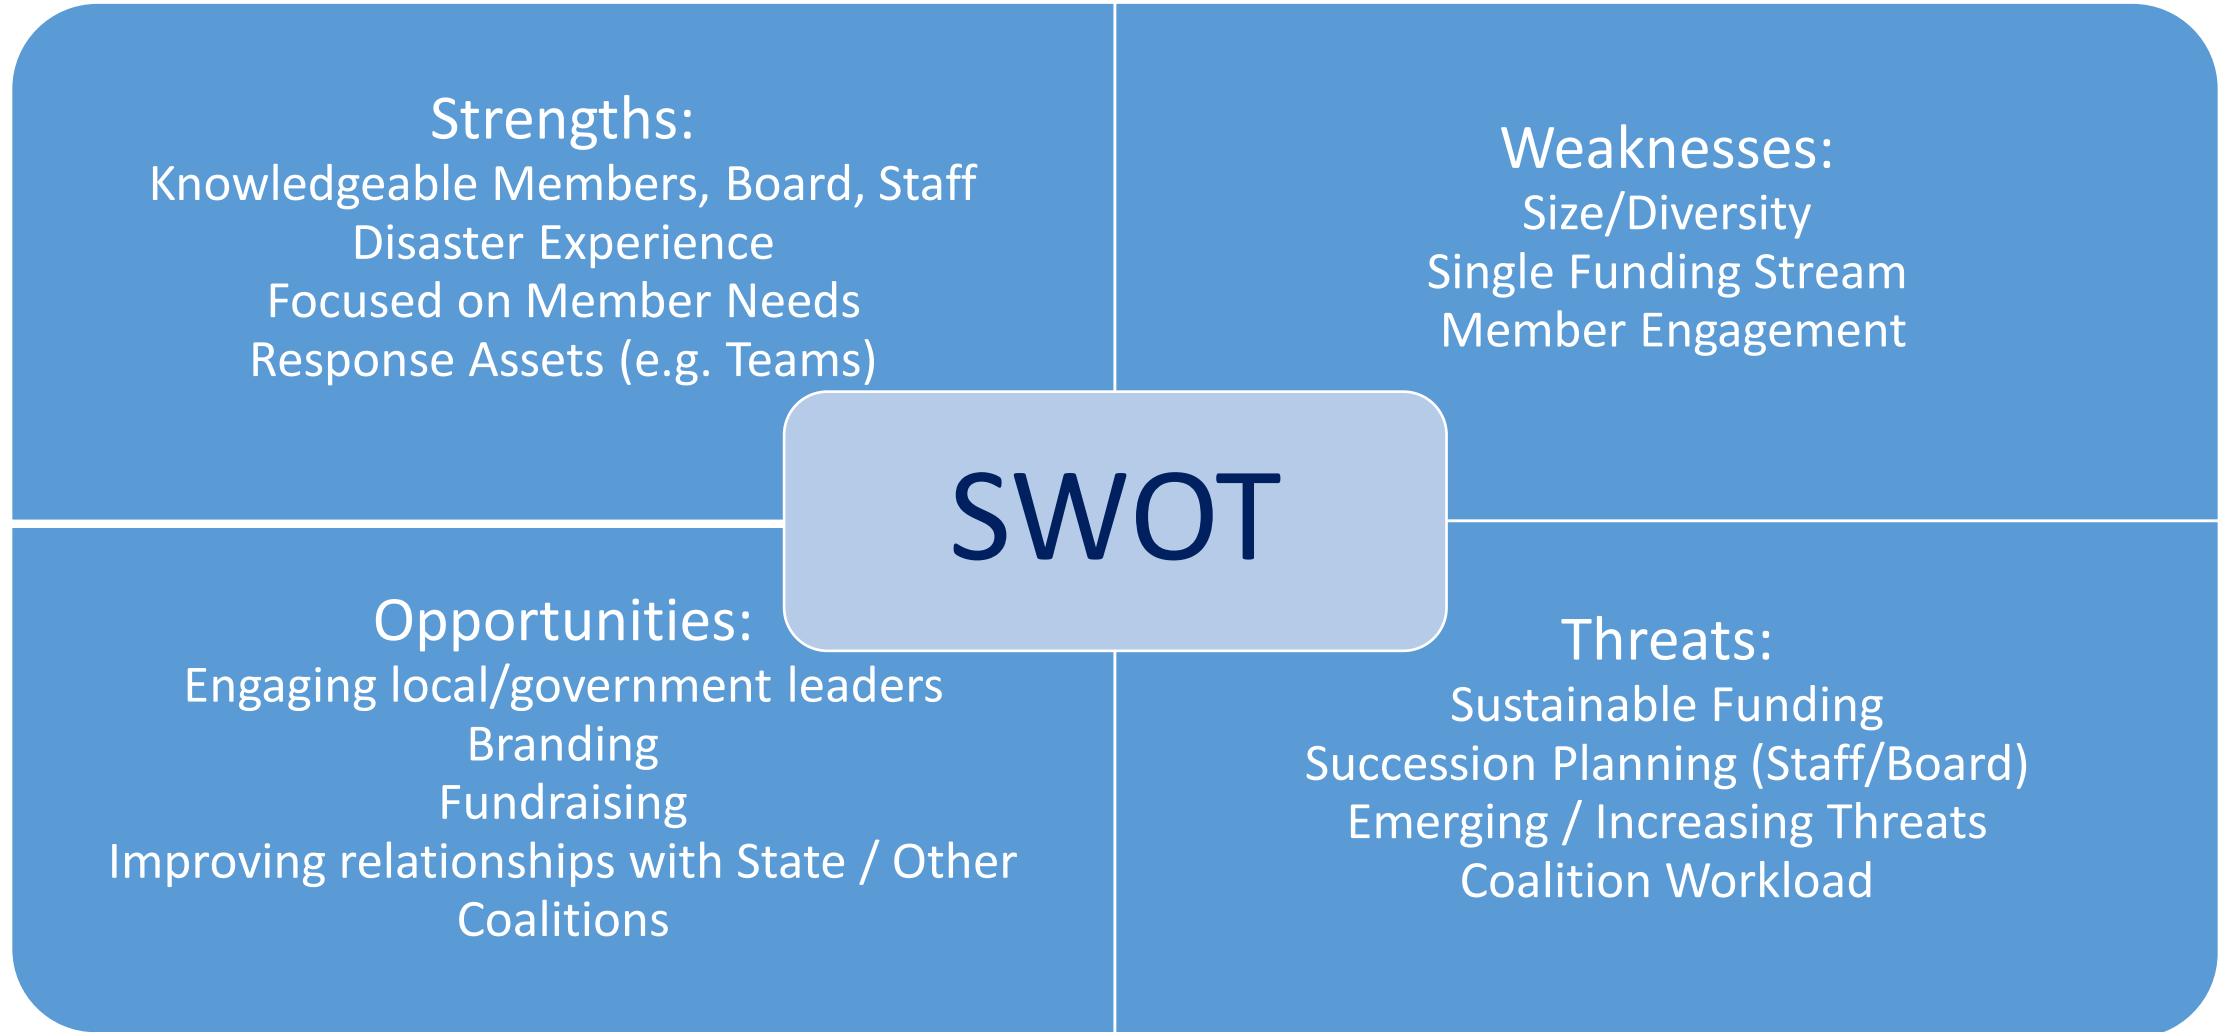 Strengths:
Knowledgeable Members, Board, Staff
Disaster Experience
Focused on Member Needs
Response Assets (e.g. Teams)
Weaknesses:
Size/Diversity
Single Funding Stream
Member Engagement
SWOT
Opportunities:
Engaging local/government leaders
Branding
Fundraising
Improving relationships with State / Other
Coalitions
Threats:
Sustainable Funding
Succession Planning (Staff/Board)
Emerging / Increasing Threats
Coalition Workload